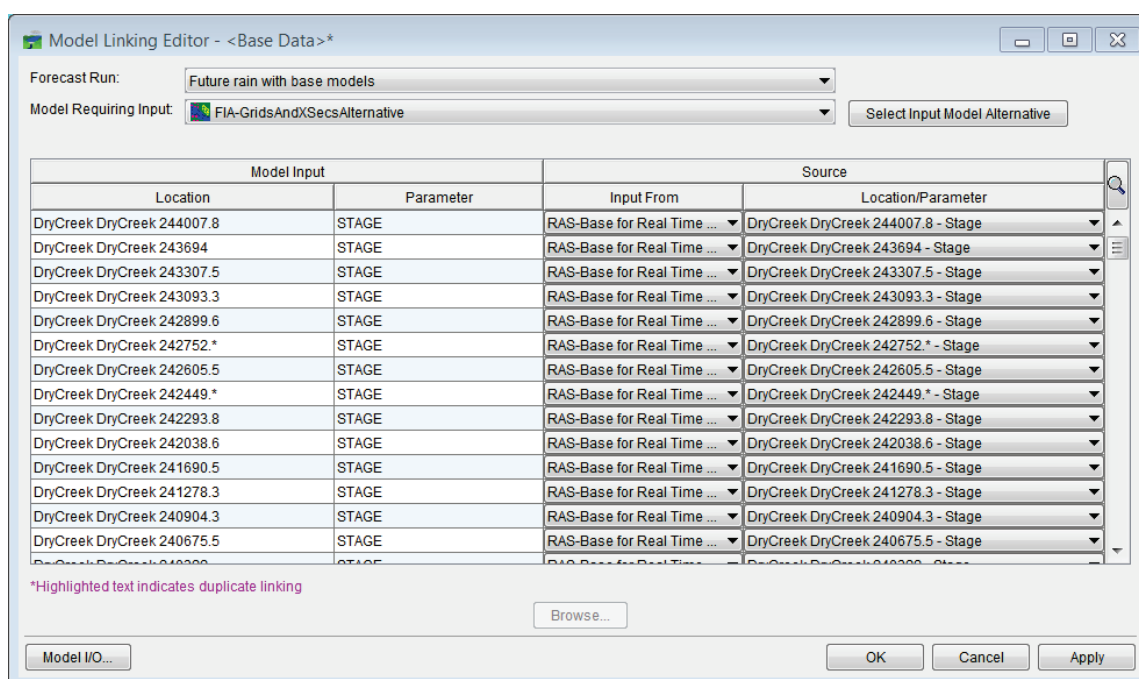 Model Linking Editor - <Base Data>*
Forecast Run: Future rain with base models
Model Requiring Input: FIA-GridsAndXSecsAlternative Select Input Model Alternative
Model Input Source
Location Parameter Input From Location/Parameter
DryCreek DryCreek 244007.8 STAGE RAS-Base for Real Time ... DryCreek DryCreek 244007.8 - Stage
DryCreek DryCreek 243694 STAGE RAS-Base for Real Time ... DryCreek DryCreek 243694 - Stage
DryCreek DryCreek 243307.5 STAGE RAS-Base for Real Time ... DryCreek DryCreek 243307.5 - Stage
DryCreek DryCreek 243093.3 STAGE RAS-Base for Real Time ... DryCreek DryCreek 243093.3 - Stage
DryCreek DryCreek 242899.6 STAGE RAS-Base for Real Time ... DryCreek DryCreek 242899.6 - Stage
DryCreek DryCreek 242752.* STAGE RAS-Base for Real Time ... DryCreek DryCreek 242752.* - Stage
DryCreek DryCreek 242605.5 STAGE RAS-Base for Real Time ... DryCreek DryCreek 242605.5 - Stage
DryCreek DryCreek 242449.* STAGE RAS-Base for Real Time ... DryCreek DryCreek 242449.* - Stage
DryCreek DryCreek 242293.8 STAGE RAS-Base for Real Time ... DryCreek DryCreek 242293.8 - Stage
DryCreek DryCreek 242038.6 STAGE RAS-Base for Real Time ... DryCreek DryCreek 242038.6 - Stage
DryCreek DryCreek 241690.5 STAGE RAS-Base for Real Time ... DryCreek DryCreek 241690.5 - Stage
DryCreek DryCreek 241278.3 STAGE RAS-Base for Real Time ... DryCreek DryCreek 241278.3 - Stage
DryCreek DryCreek 240904.3 STAGE RAS-Base for Real Time ... DryCreek DryCreek 240904.3 - Stage
DryCreek DryCreek 240675.5 STAGE RAS-Base for Real Time ... DryCreek DryCreek 240675.5 - Stage
*Highlighted text indicates duplicate linking
Browse...
Model I/O... OK Cancel Apply